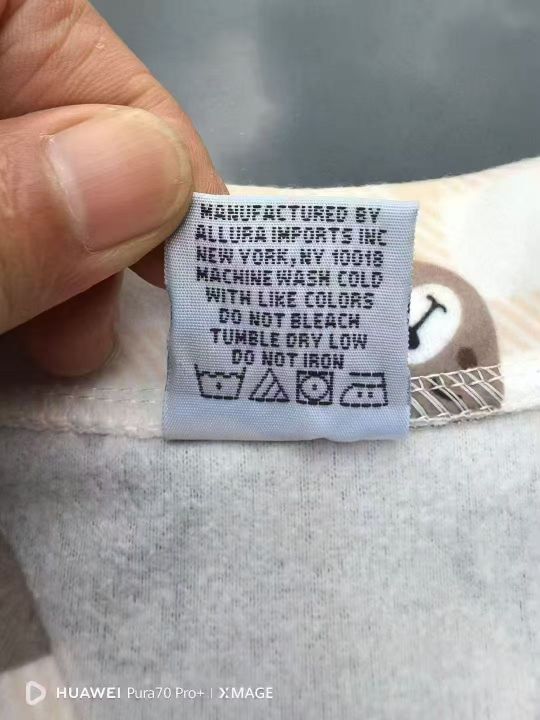 MANUFACTURED BY
ALLURA IMPORTS INC
NEW YORK, NY 10018
MACHINE WASH COLD
WITH LIKE COLORS
DO NOT BLEACH
TUMBLE DRY LOW
DO NOT IRON
HUAWEI Pura70 Pro+ | XMAGE